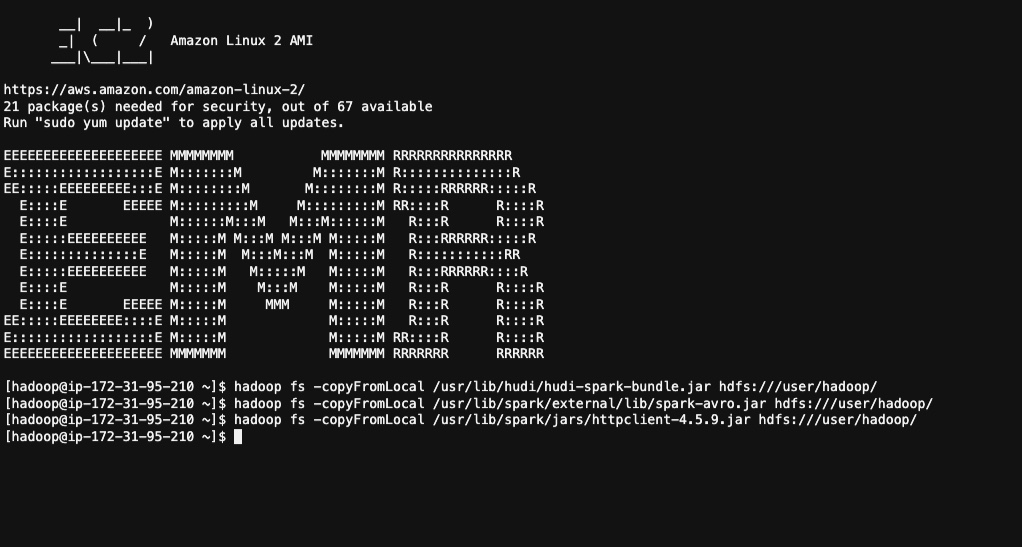 __|  __|_  )
       _|  (     /   Amazon Linux 2 AMI
      ___|\___|___|
https://aws.amazon.com/amazon-linux-2/
21 package(s) needed for security, out of 67 available
Run "sudo yum update" to apply all updates.
EEEEEEEEEEEEEEEEEEEE MMMMMMMM           MMMMMMMM RRRRRRRRRRRRRRR
E::::::::::::::::::E M:::::::M         M:::::::M R::::::::::::::R
EE:::::EEEEEEEEE:::E M::::::::M       M::::::::M R:::::RRRRRR:::::R
  E::::E       EEEEE M:::::::::M     M:::::::::M RR::::R      R::::R
  E::::E             M::::::M:::M   M:::M::::::M   R:::R      R::::R
  E:::::EEEEEEEEEE   M:::::M M:::M M:::M M:::::M   R:::RRRRRR:::::R
  E::::::::::::::E   M:::::M  M:::M:::M  M:::::M   R:::::::::::RR
  E:::::EEEEEEEEEE   M:::::M   M:::::M   M:::::M   R:::RRRRRR::::R
  E::::E             M:::::M    M:::M    M:::::M   R:::R      R::::R
  E::::E       EEEEE M:::::M     MMM     M:::::M   R:::R      R::::R
EE:::::EEEEEEEE::::E M:::::M             M:::::M   R:::R      R::::R
E::::::::::::::::::E M:::::M             M:::::M RR::::R      R::::R
EEEEEEEEEEEEEEEEEEEE MMMMMMM             MMMMMMM RRRRRRR      RRRRRR
[hadoop@ip-172-31-95-210 ~]$ hadoop fs -copyFromLocal /usr/lib/hudi/hudi-spark-bundle.jar hdfs:///user/hadoop/
[hadoop@ip-172-31-95-210 ~]$ hadoop fs -copyFromLocal /usr/lib/spark/external/lib/spark-avro.jar hdfs:///user/hadoop/
[hadoop@ip-172-31-95-210 ~]$ hadoop fs -copyFromLocal /usr/lib/spark/jars/httpclient-4.5.9.jar hdfs:///user/hadoop/
[hadoop@ip-172-31-95-210 ~]$